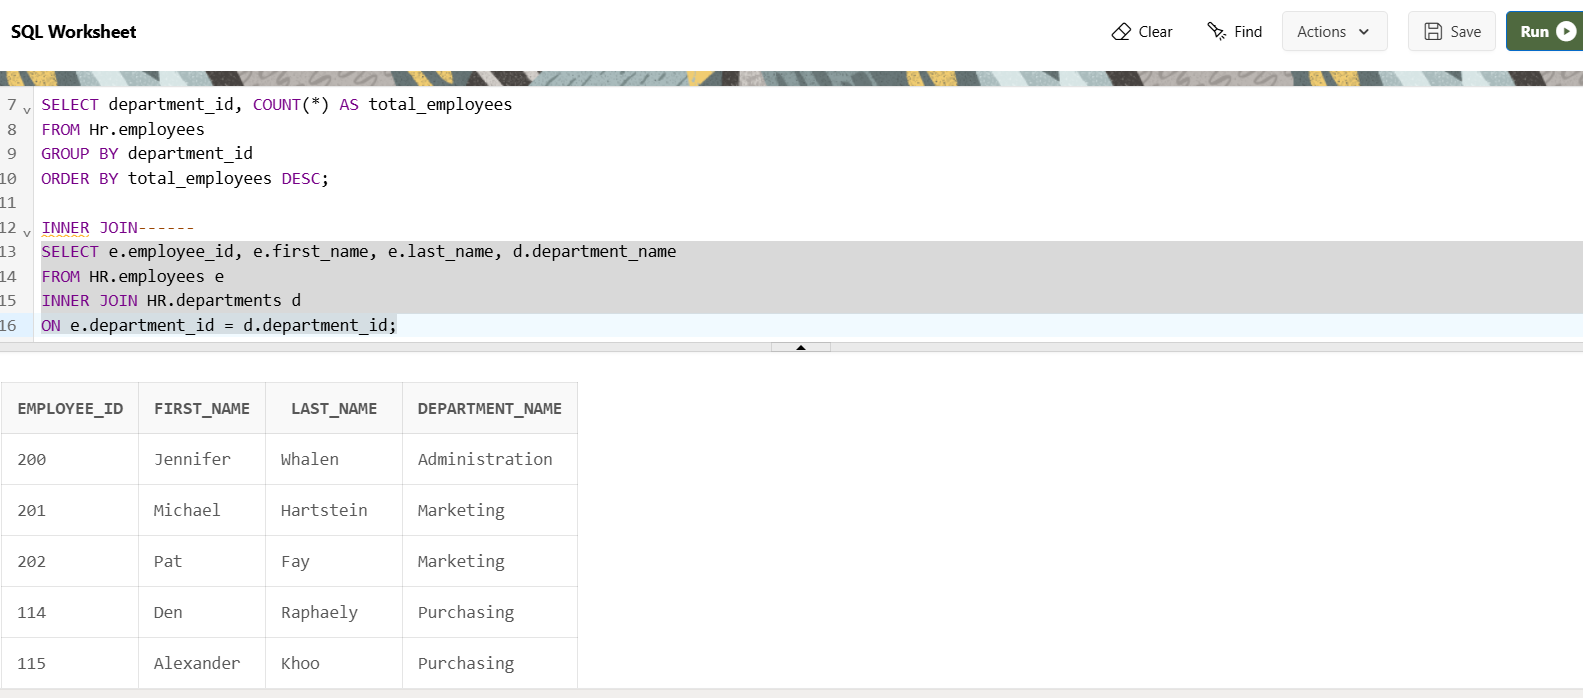 SQL Worksheet
Clear Find Actions Save Run
7 SELECT department_id, COUNT(*) AS total_employees
8 FROM Hr.employees
9 GROUP BY department_id
10 ORDER BY total_employees DESC;
11
12 INNER JOIN------
13 SELECT e.employee_id, e.first_name, e.last_name, d.department_name
14 FROM HR.employees e
15 INNER JOIN HR.departments d
16 ON e.department_id = d.department_id;
EMPLOYEE_ID FIRST_NAME LAST_NAME DEPARTMENT_NAME
200 Jennifer Whalen Administration
201 Michael Hartstein Marketing
202 Pat Fay Marketing
114 Den Raphaely Purchasing
115 Alexander Khoo Purchasing